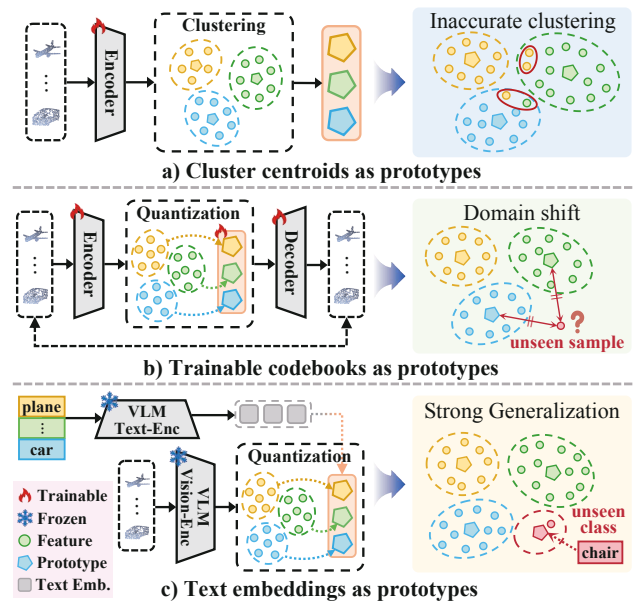 Clustering
Encoder
Inaccurate clustering
a) Cluster centroids as prototypes
Quantization
Encoder
Decoder
Domain shift
?
unseen sample
b) Trainable codebooks as prototypes
plane
car
VLM
Text-Enc
VLM
Vision-Enc
Quantization
Strong Generalization
unseen
class
chair
Trainable
Frozen
Feature
Prototype
Text Emb.
c) Text embeddings as prototypes